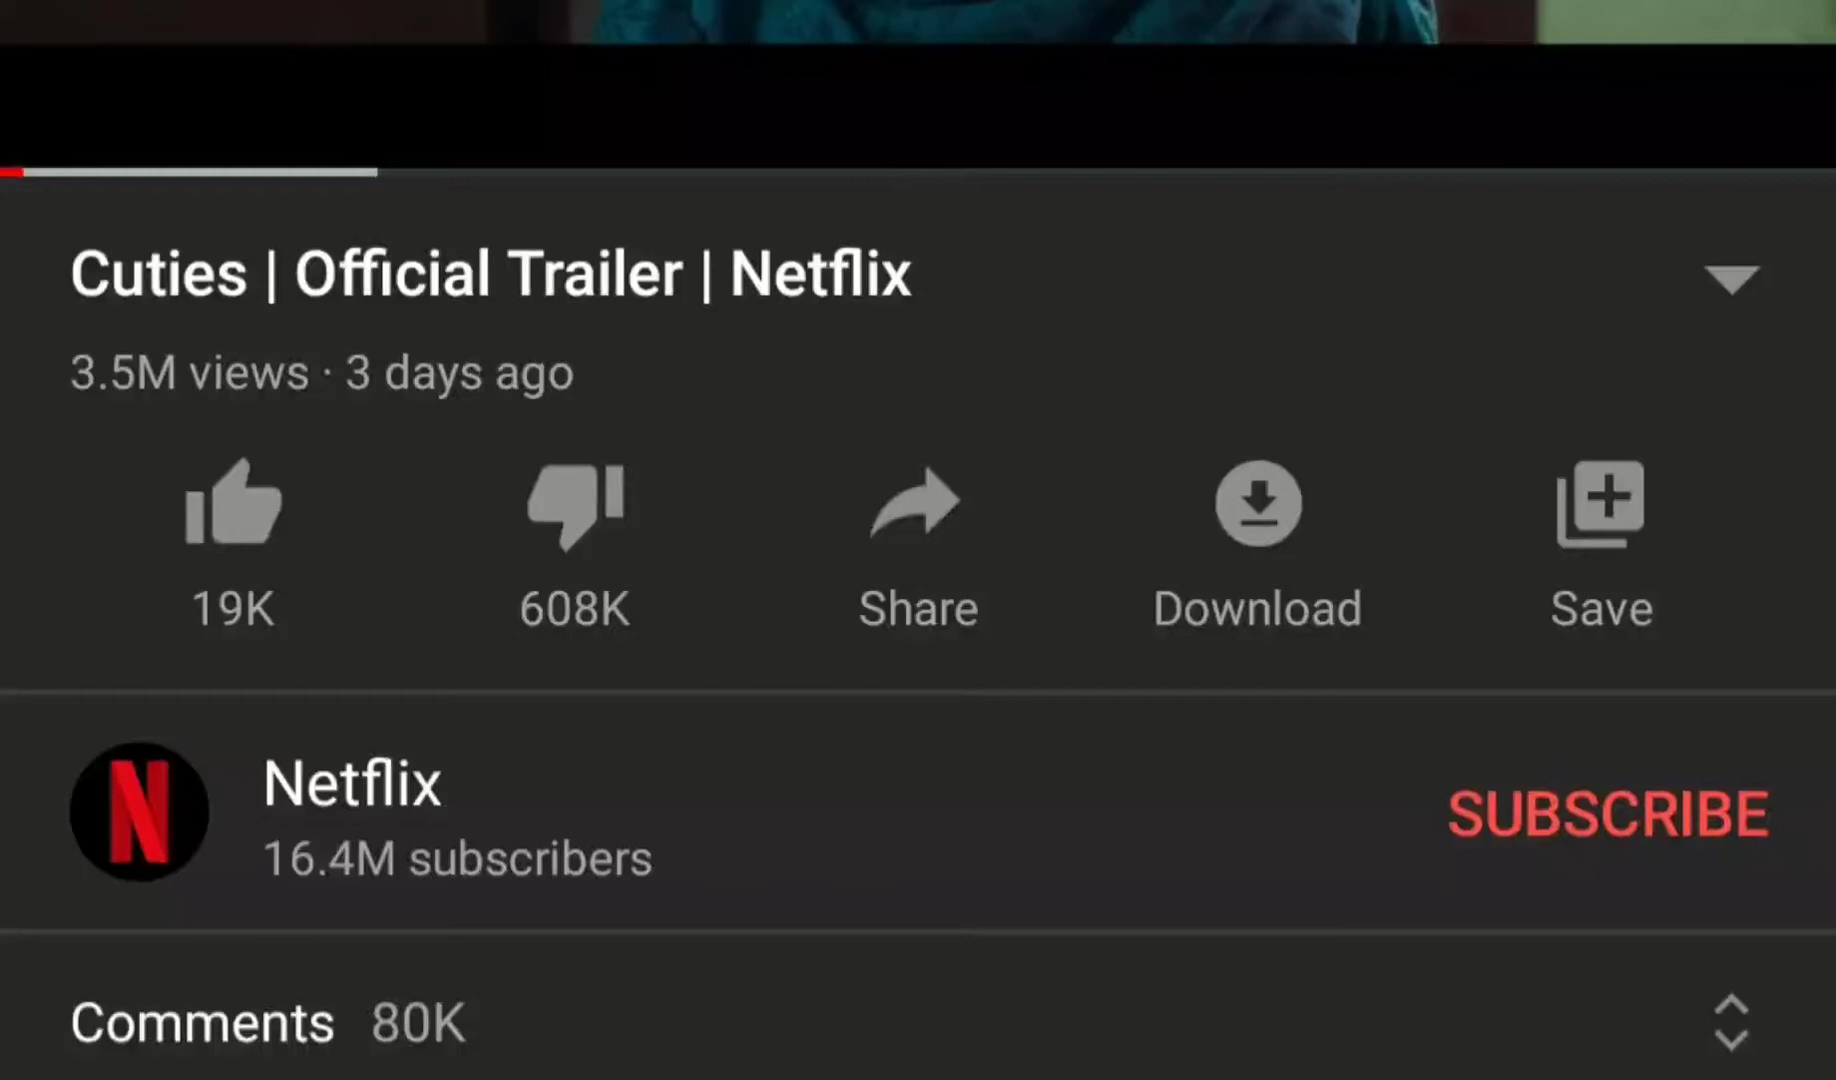 Cuties | Official Trailer | Netflix
3.5M views · 3 days ago
19K 608K Share Download Save
N
Netflix
16.4M subscribers
SUBSCRIBE
Comments 80K